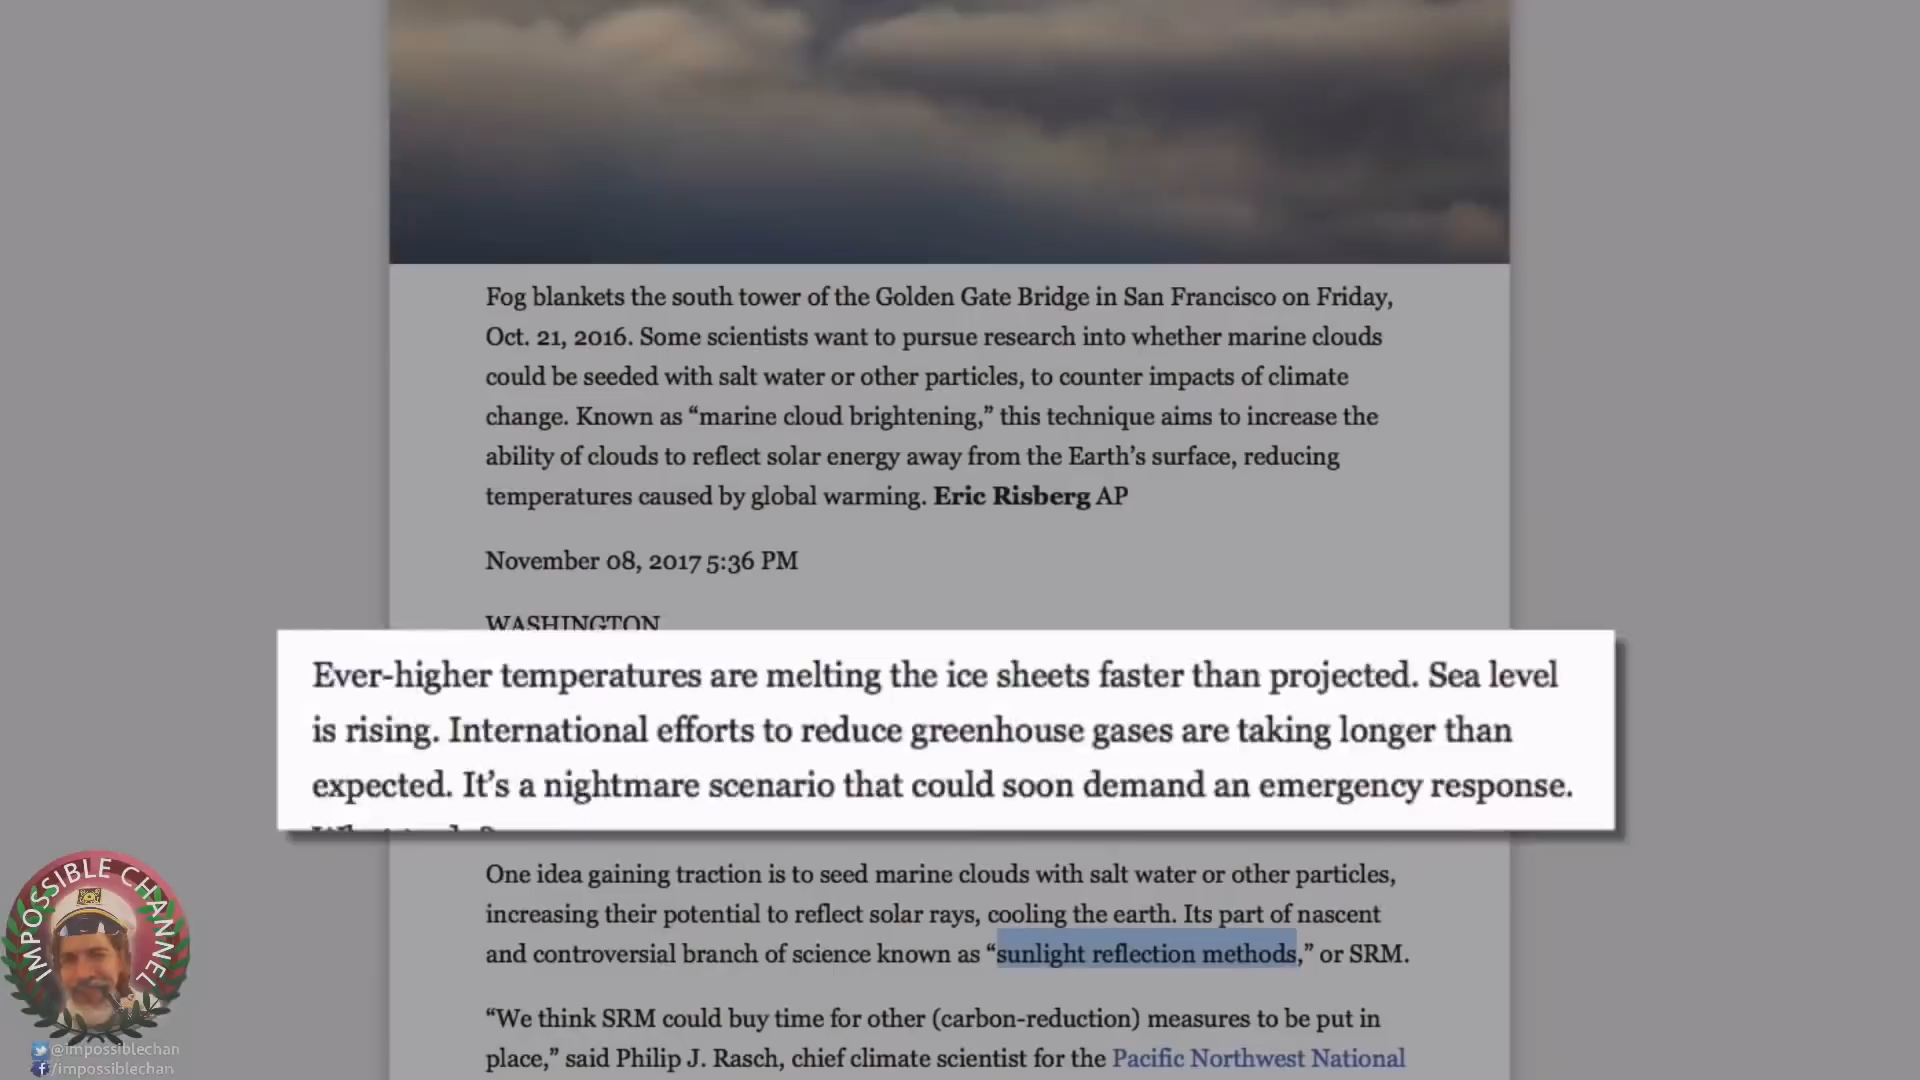 Fog blankets the south tower of the Golden Gate Bridge in San Francisco on Friday,
Oct. 21, 2016. Some scientists want to pursue research into whether marine clouds
could be seeded with salt water or other particles, to counter impacts of climate
change. Known as “marine cloud brightening,” this technique aims to increase the
ability of clouds to reflect solar energy away from the Earth’s surface, reducing
temperatures caused by global warming. Eric Risberg AP
November 08, 2017 5:36 PM
WASHINGTON
Ever-higher temperatures are melting the ice sheets faster than projected. Sea level
is rising. International efforts to reduce greenhouse gases are taking longer than
expected. It’s a nightmare scenario that could soon demand an emergency response.
One idea gaining traction is to seed marine clouds with salt water or other particles,
increasing their potential to reflect solar rays, cooling the earth. Its part of nascent
and controversial branch of science known as “sunlight reflection methods,” or SRM.
“We think SRM could buy time for other (carbon-reduction) measures to be put in
place,” said Philip J. Rasch, chief climate scientist for the Pacific Northwest National
IMPOSSIBLE CHANNEL
@impossiblechan
/impossiblechan